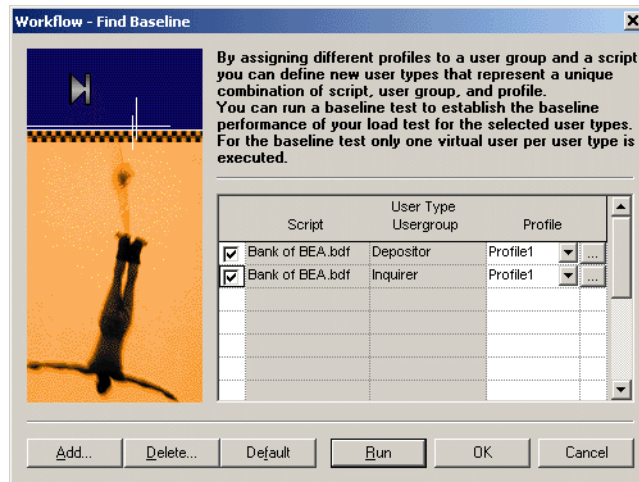 Workflow - Find Baseline
By assigning different profiles to a user group and a script
you can define new user types that represent a unique
combination of script, user group, and profile.
You can run a baseline test to establish the baseline
performance of your load test for the selected user types.
For the baseline test only one virtual user per user type is
executed.
User Type
Script Usergroup Profile
Bank of BEA.bdf Depositor Profile1 ...
Bank of BEA.bdf Inquirer Profile1 ...
Add... Delete... Default Run OK Cancel